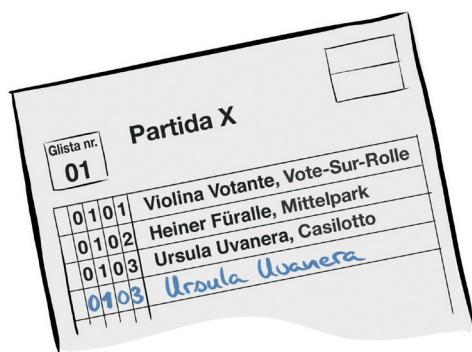 Partida X
Glista nr.
01
0101 Violina Votante, Vote-Sur-Rolle
0102 Heiner Füralle, Mittelpark
0103 Ursula Uvanera, Casilotto
0103 Ursula Uvanera